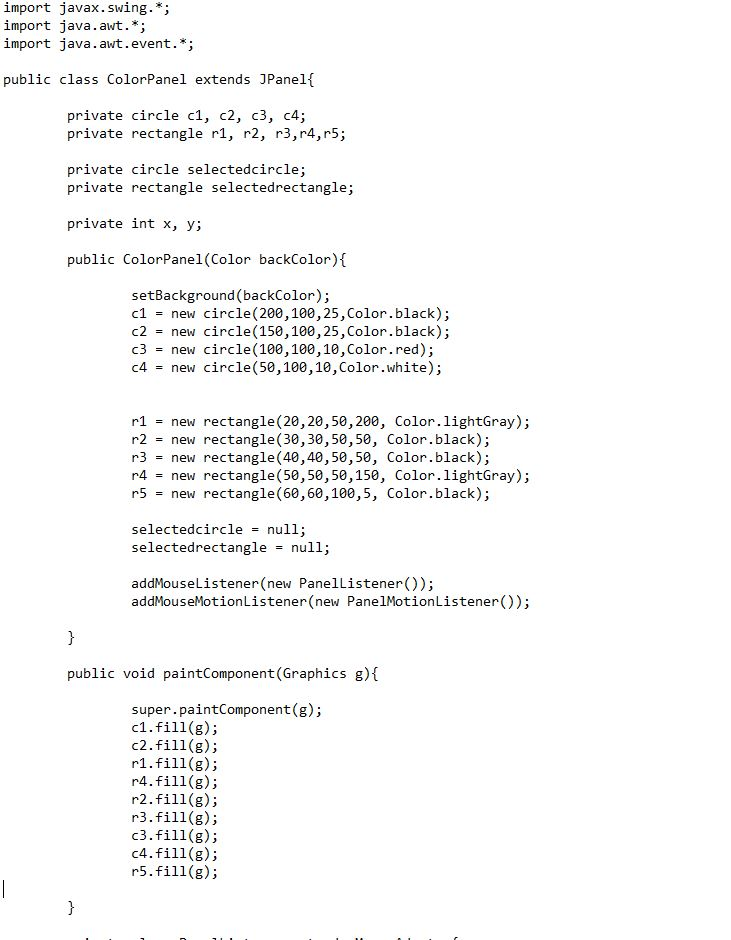 import javax.swing.*;
import java.awt.*;
import java.awt.event.*;
public class ColorPanel extends JPanel{
private circle c1, c2, c3, c4;
private rectangle r1, r2, r3,r4,r5;
private circle selectedcircle;
private rectangle selectedrectangle;
private int x, y;
public ColorPanel(Color backColor){
setBackground(backColor);
c1 = new circle(200,100,25,Color.black);
c2 = new circle(150,100,25,Color.black);
c3 = new circle(100,100,10,Color.red);
c4 = new circle(50,100,10,Color.white);
r1 = new rectangle(20,20,50,200, Color.lightGray);
r2 = new rectangle(30,30,50,50, Color.black);
r3 = new rectangle(40,40,50,50, Color.black);
r4 = new rectangle(50,50,50,150, Color.lightGray);
r5 = new rectangle(60,60,100,5, Color.black);
selectedcircle = null;
selectedrectangle = null;
addMouseListener(new PanelListener());
addMouseMotionListener(new PanelMotionListener());
}
public void paintComponent(Graphics g){
super.paintComponent(g);
c1.fill(g);
c2.fill(g);
r1.fill(g);
r4.fill(g);
r2.fill(g);
r3.fill(g);
c3.fill(g);
c4.fill(g);
r5.fill(g);
}